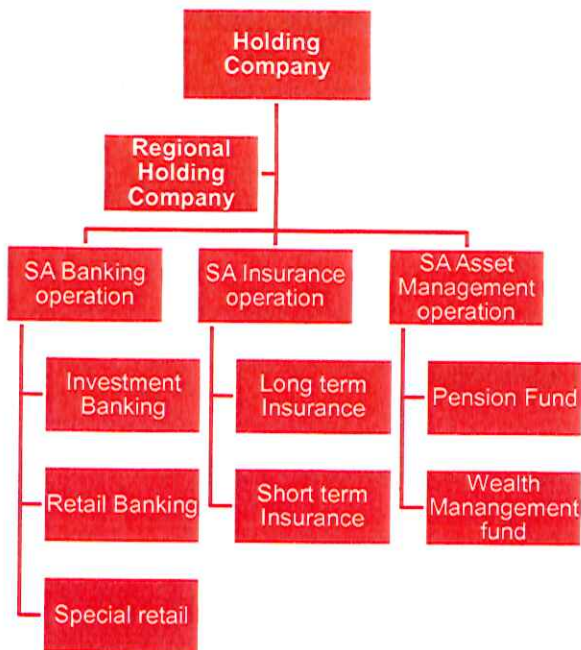 Holding
Company
Regional
Holding
Company
SA Banking
operation
SA Insurance
operation
SA Asset
Management
operation
Investment
Banking
Long term
Insurance
Pension Fund
Retail Banking
Short term
Insurance
Wealth
Manangement
fund
Special retail